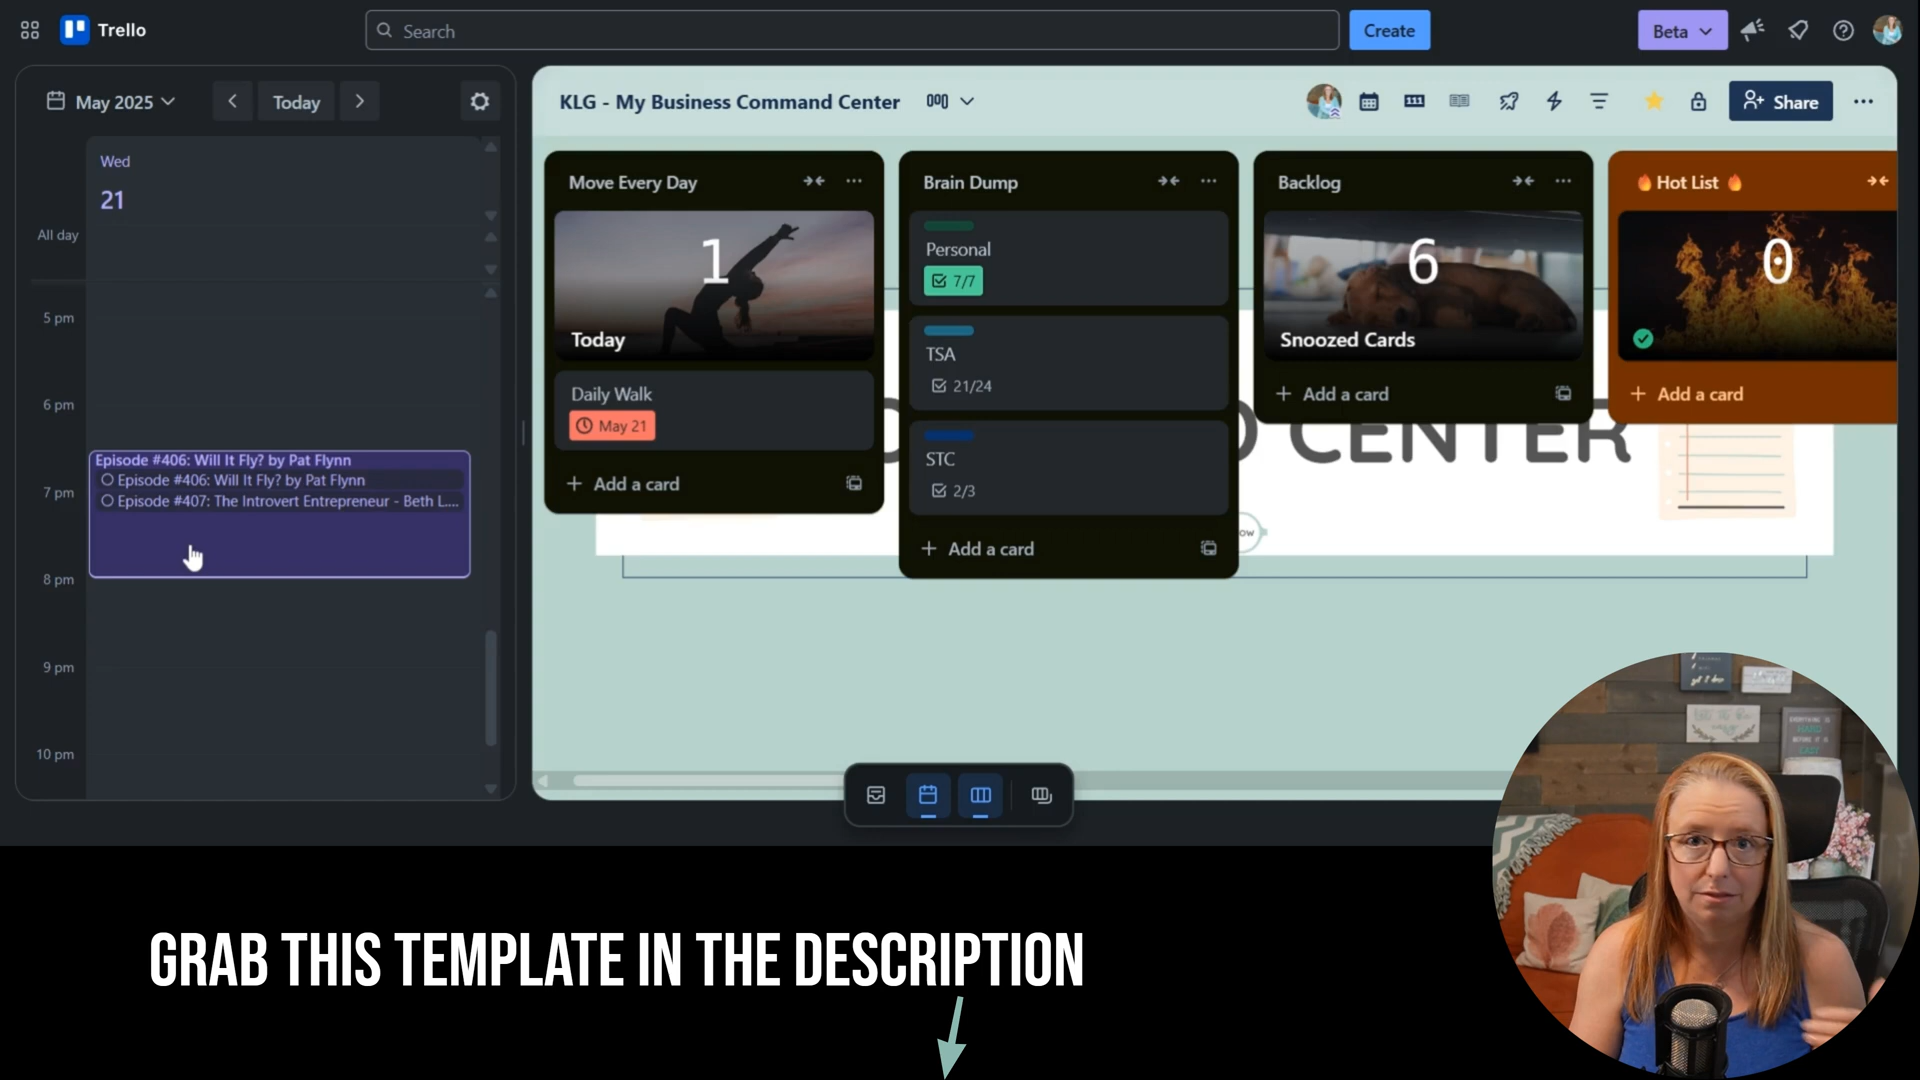 Trello
Search
Create
Beta
May 2025
Today
KLG - My Business Command Center
Share
Wed
21
All day
5 pm
6 pm
7 pm
8 pm
9 pm
10 pm
Episode #406: Will It Fly? by Pat Flynn
Episode #406: Will It Fly? by Pat Flynn
Episode #407: The Introvert Entrepreneur - Beth L....
Move Every Day
1
Today
Daily Walk
May 21
+ Add a card
Brain Dump
Personal
7/7
TSA
21/24
STC
2/3
+ Add a card
Backlog
6
Snoozed Cards
+ Add a card
Hot List
0
+ Add a card
CENTER
ow
GRAB THIS TEMPLATE IN THE DESCRIPTION